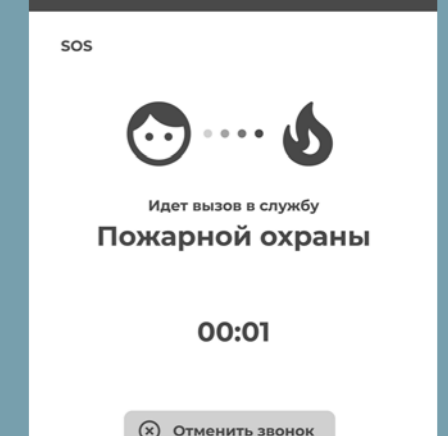 SOS
Идет вызов в службу
Пожарной охраны
00:01
Отменить звонок